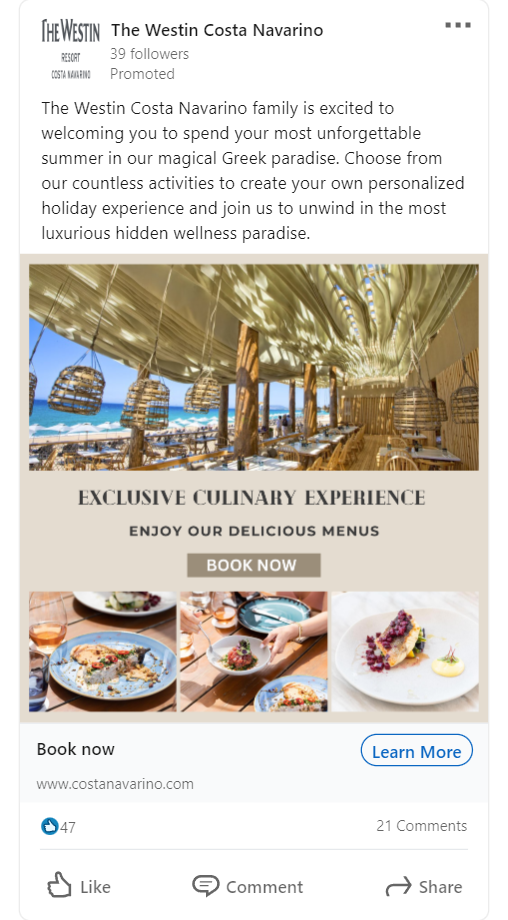 THE WESTIN
RESORT
COSTA NAVARINO
The Westin Costa Navarino
39 followers
Promoted
The Westin Costa Navarino family is excited to
welcoming you to spend your most unforgettable
summer in our magical Greek paradise. Choose from
our countless activities to create your own personalized
holiday experience and join us to unwind in the most
luxurious hidden wellness paradise.
EXCLUSIVE CULINARY EXPERIENCE
ENJOY OUR DELICIOUS MENUS
BOOK NOW
Book now
Learn More
www.costanavarino.com
47
21 Comments
Like
Comment
Share